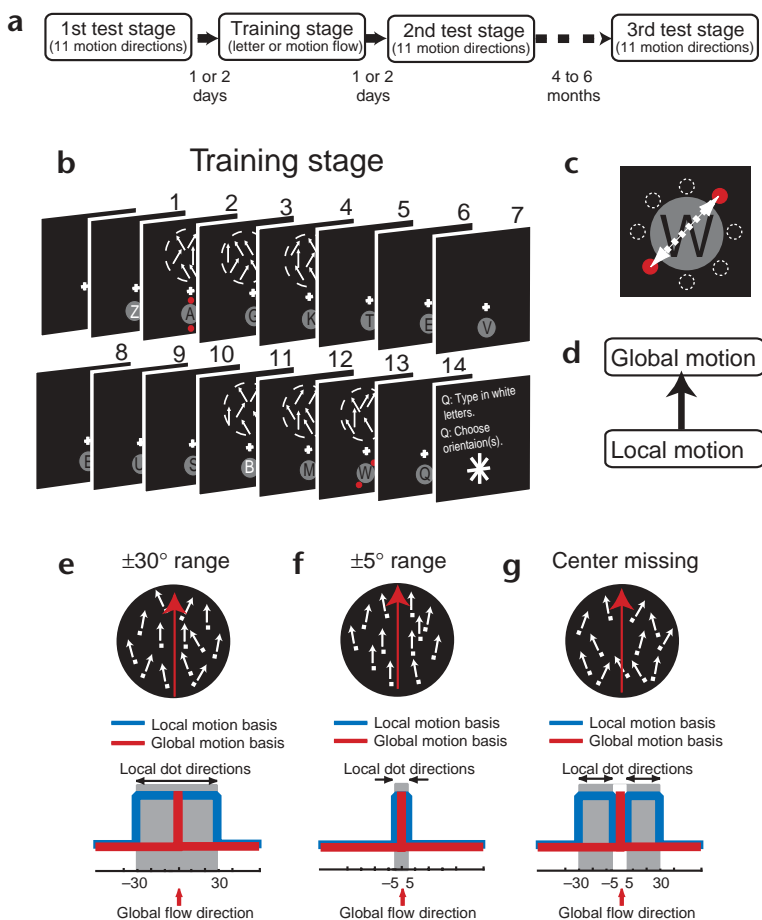 a
1st test stage
(11 motion directions)
Training stage
(letter or motion flow)
2nd test stage
(11 motion directions)
3rd test stage
(11 motion directions)
1 or 2
days
1 or 2
days
4 to 6
months
b
Training stage
1 2 3 4 5 6 7
Z A G K T E V
8 9 10 11 12 13 14
E U S B M W Q
Q: Type in white
letters.
Q: Choose
orientaion(s).
c
W
d
Global motion
Local motion
e ±30° range
Local motion basis
Global motion basis
Local dot directions
−30 30
Global flow direction
f ±5° range
Local motion basis
Global motion basis
Local dot directions
−5 5
Global flow direction
g Center missing
Local motion basis
Global motion basis
Local dot directions
−30 −5 5 30
Global flow direction